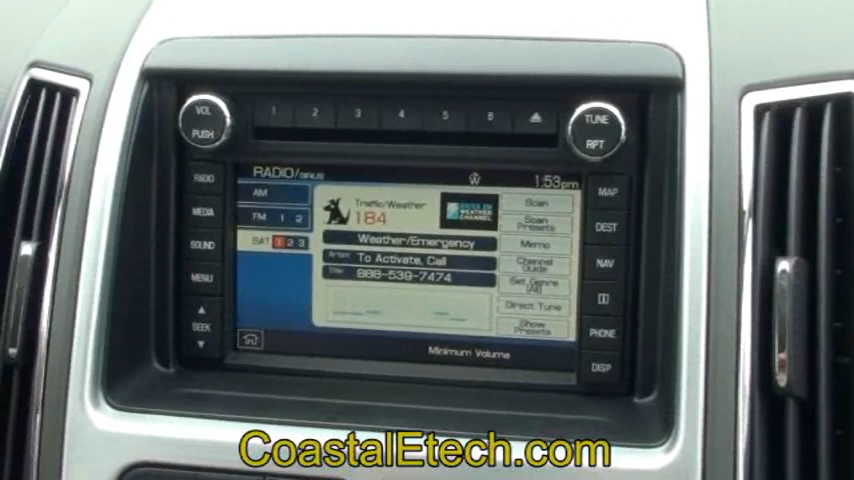 VOL
PUSH
1 2 3 4 5 6
TUNE
RPT
RADIO
MEDIA
SOUND
MENU
SEEK
RADIO/SIRIUS
1:53pm
AM
FM 1 2
SAT 1 2 3
Traffic/Weather
184
WEATHER
CHANNEL
Weather/Emergency
Artist To Activate, Call
Title 888-539-7474
Scan
Scan
Presets
Memo
Channel
Guide
Set Genre
Direct Tune
Show
Presets
Minimum Volume
MAP
DEST
NAV
PHONE
DISP
CoastalEtech.com